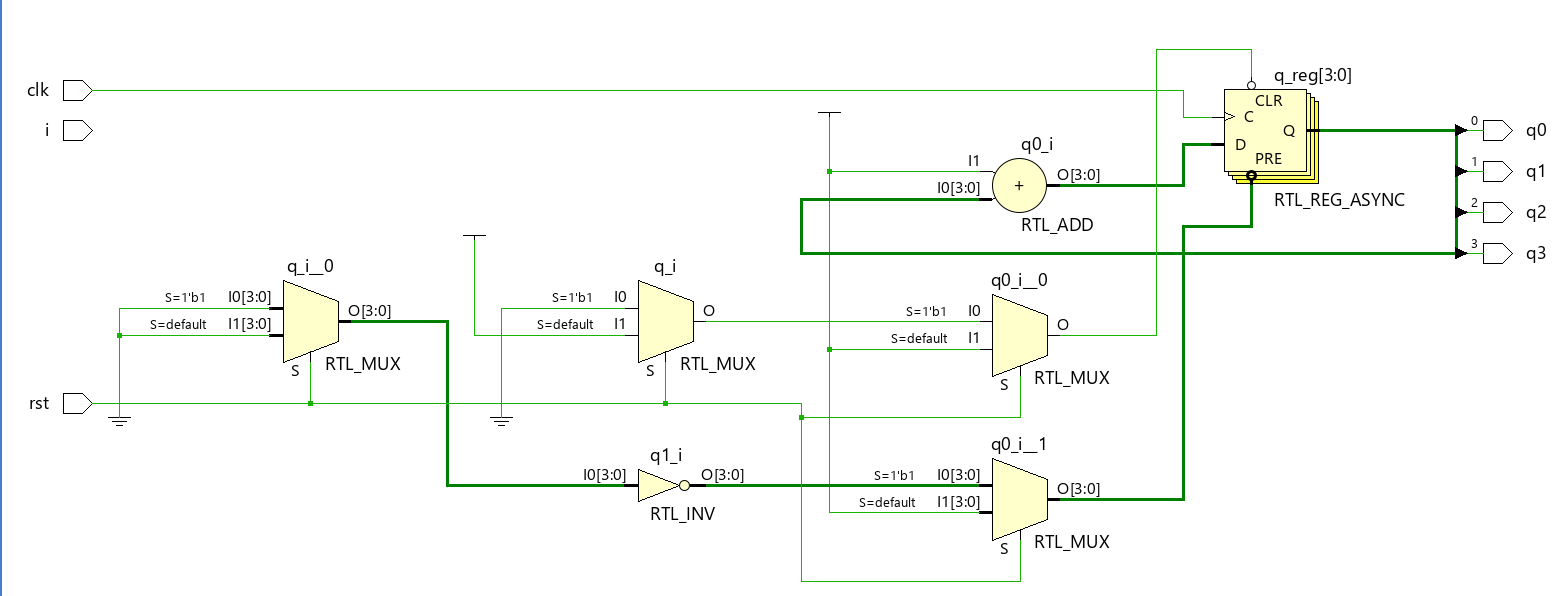 clk
i
rst
q_i__0
S=1'b1
I0[3:0]
S=default
I1[3:0]
O[3:0]
S
RTL_MUX
q_i
S=1'b1
I0
S=default
I1
O
S
RTL_MUX
q1_i
I0[3:0]
O[3:0]
RTL_INV
q0_i
I1
I0[3:0]
+
O[3:0]
RTL_ADD
q0_i__0
S=1'b1
I0
S=default
I1
O
S
RTL_MUX
q0_i__1
S=1'b1
I0[3:0]
S=default
I1[3:0]
O[3:0]
S
RTL_MUX
q_reg[3:0]
CLR
C
Q
D
PRE
RTL_REG_ASYNC
0
q0
1
q1
2
q2
3
q3